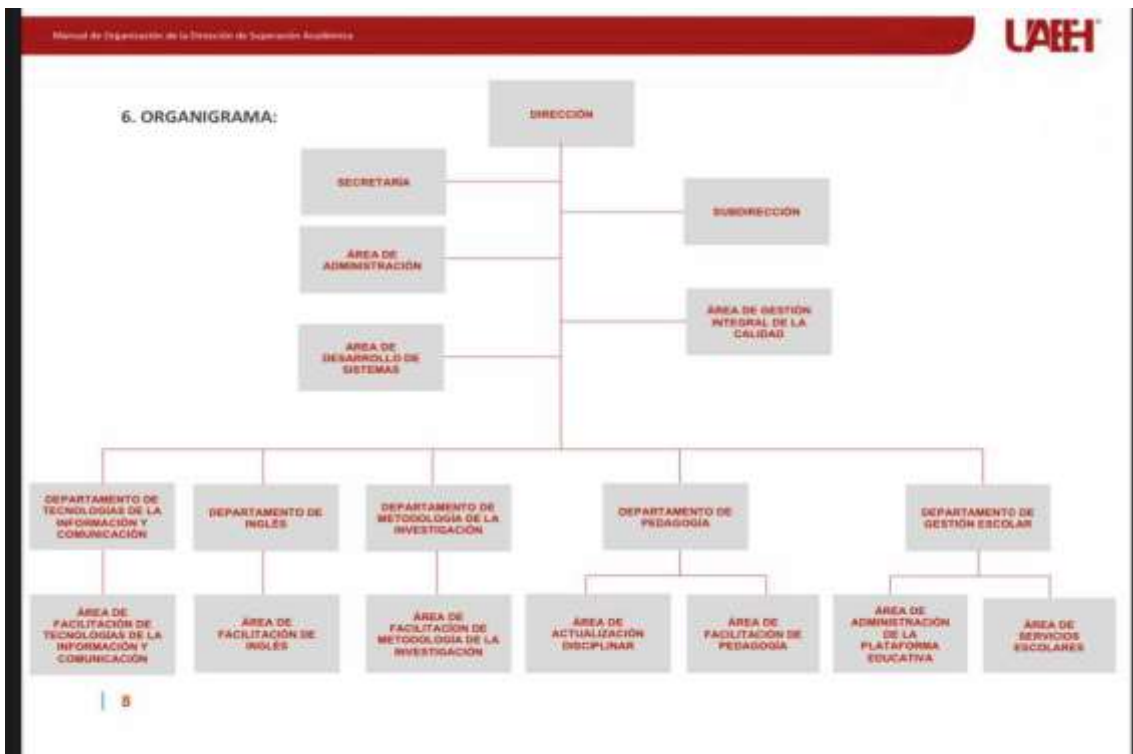 Manual de Organización de la Dirección de Superación Académica
UAEH
6. ORGANIGRAMA:
DIRECCIÓN
SECRETARÍA
SUBDIRECCIÓN
ÁREA DE
ADMINISTRACIÓN
ÁREA DE GESTIÓN
INTEGRAL DE LA
CALIDAD
ÁREA DE
DESARROLLO DE
SISTEMAS
DEPARTAMENTO DE
TECNOLOGÍAS DE LA
INFORMACIÓN Y
COMUNICACIÓN
DEPARTAMENTO DE
INGLÉS
DEPARTAMENTO DE
METODOLOGÍA DE LA
INVESTIGACIÓN
DEPARTAMENTO DE
PEDAGOGÍA
DEPARTAMENTO DE
GESTIÓN ESCOLAR
ÁREA DE
FACILITACIÓN DE
TECNOLOGÍAS DE LA
INFORMACIÓN Y
COMUNICACIÓN
ÁREA DE
FACILITACIÓN DE
INGLÉS
ÁREA DE
FACILITACÍON DE
METODOLOGÍA DE LA
INVESTIGACIÓN
ÁREA DE
ACTUALIZACIÓN
DISCIPLINAR
ÁREA DE
FACILITACIÓN DE
PEDAGOGÍA
ÁREA DE
ADMINISTRACIÓN
DE LA
PLATAFORMA
EDUCATIVA
ÁREA DE
SERVICIOS
ESCOLARES
8